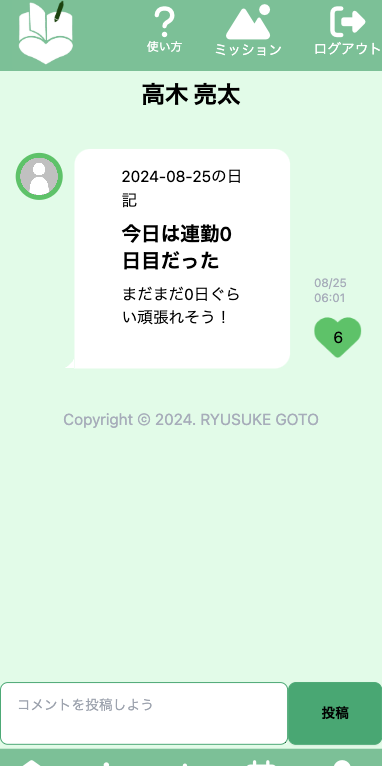 使い方
ミッション
ログアウト
高木 亮太
2024-08-25の日
記
今日は連勤0
日目だった
まだまだ0日ぐら
い頑張れそう！
08/25
06:01
6
Copyright © 2024. RYUSUKE GOTO
コメントを投稿しよう
投稿